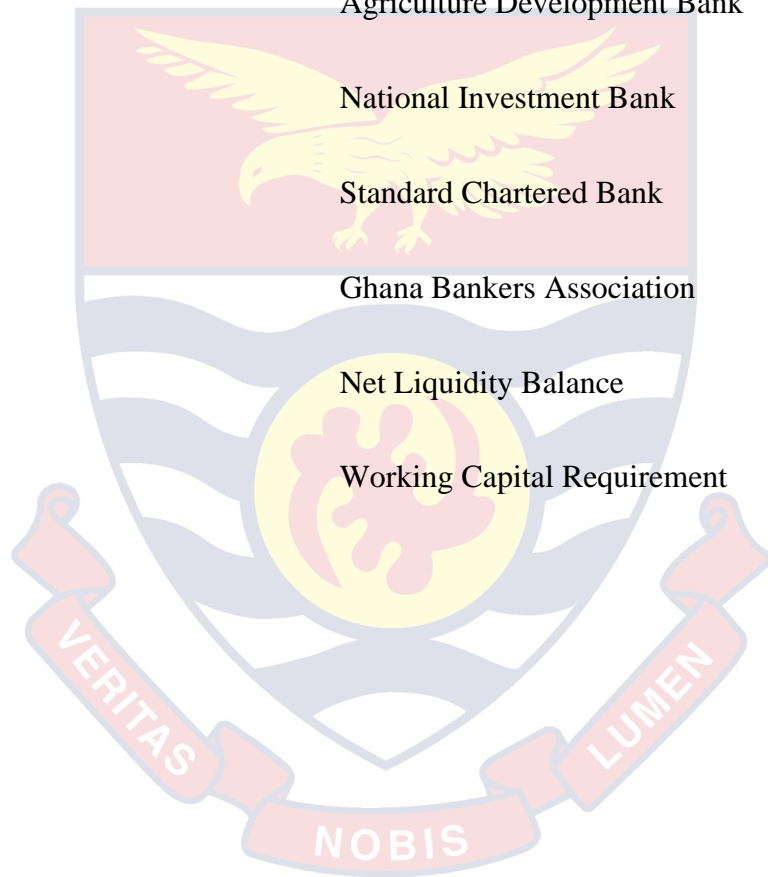 Agriculture Development Bank
National Investment Bank
Standard Chartered Bank
Ghana Bankers Association
Net Liquidity Balance
Working Capital Requirement
VERITAS
NOBIS
LUMEN